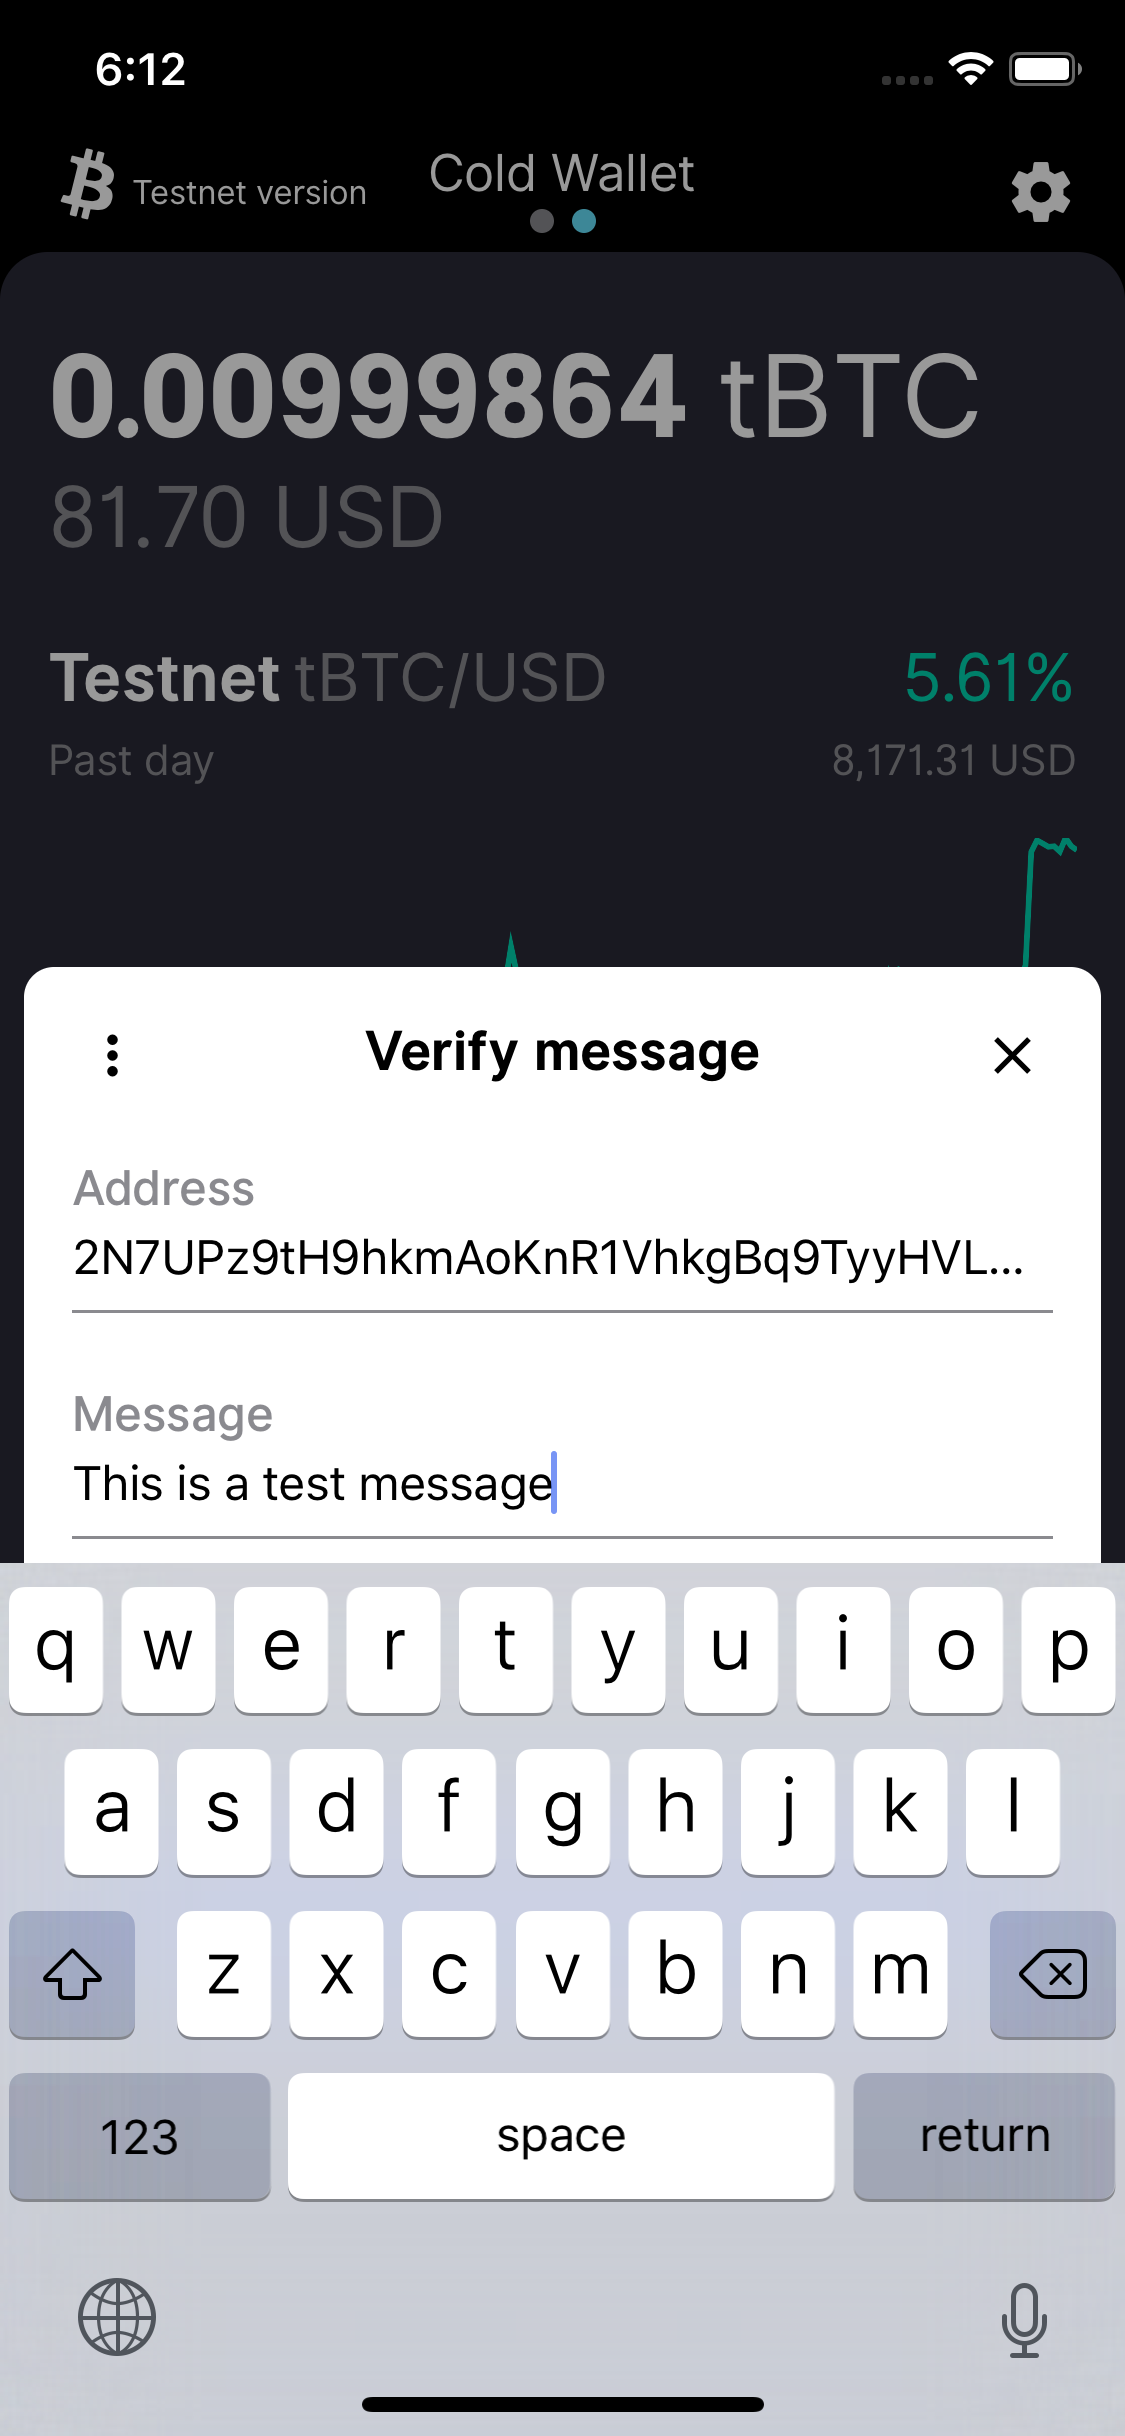 6:12
Testnet version
Cold Wallet
0.00999864 tBTC
81.70 USD
Testnet tBTC/USD 5.61%
Past day 8,171.31 USD
Verify message
Address
2N7UPz9tH9hkmAoKnR1VhkgBq9TyyHVL...
Message
This is a test message
q w e r t y u i o p
a s d f g h j k l
z x c v b n m
123 space return